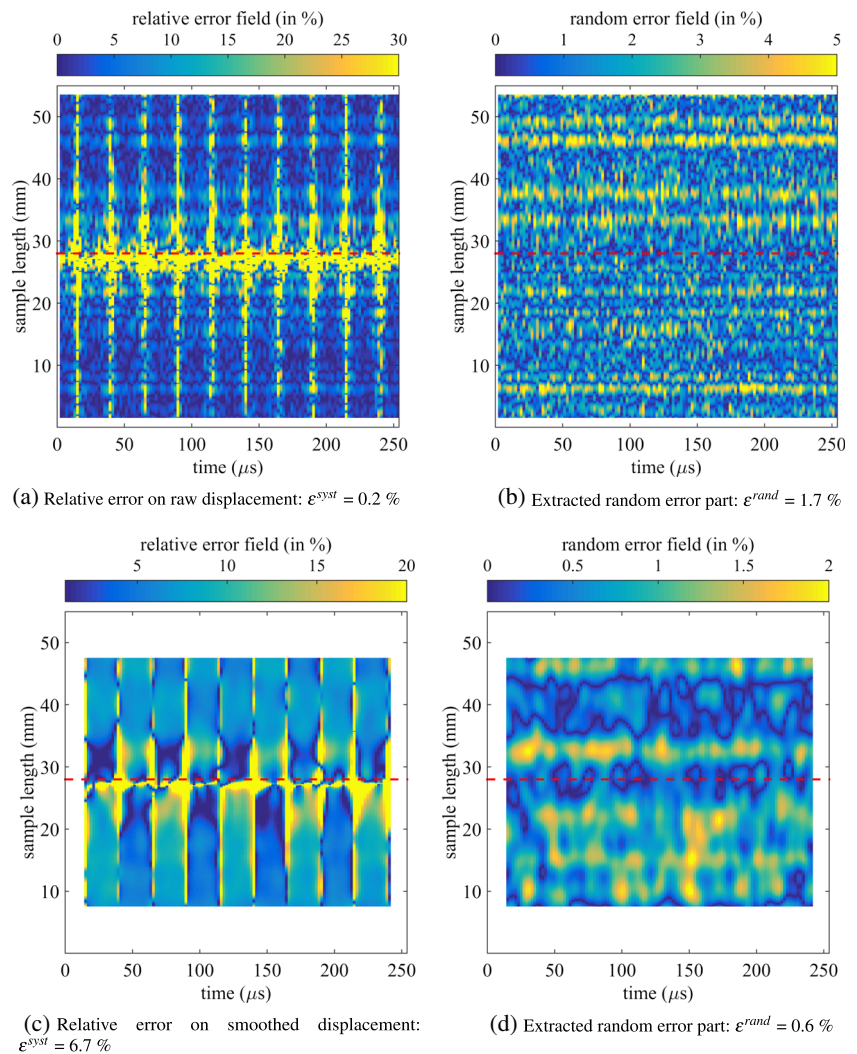 relative error field (in %)
0 5 10 15 20 25 30
random error field (in %)
0 1 2 3 4 5
sample length (mm)
50
40
30
20
10
0 50 100 150 200 250
time (μs)
sample length (mm)
50
40
30
20
10
0 50 100 150 200 250
time (μs)
(a) Relative error on raw displacement: ε^syst = 0.2 %
(b) Extracted random error part: ε^rand = 1.7 %
relative error field (in %)
5 10 15 20
random error field (in %)
0 0.5 1 1.5 2
sample length (mm)
50
40
30
20
10
0 50 100 150 200 250
time (μs)
sample length (mm)
50
40
30
20
10
0 50 100 150 200 250
time (μs)
(c) Relative error on smoothed displacement:
ε^syst = 6.7 %
(d) Extracted random error part: ε^rand = 0.6 %